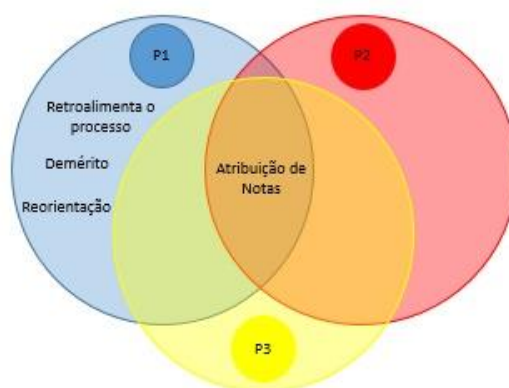 P1
P2
Retroalimenta o
processo
Demérito
Atribuição de
Notas
Reorientação
P3